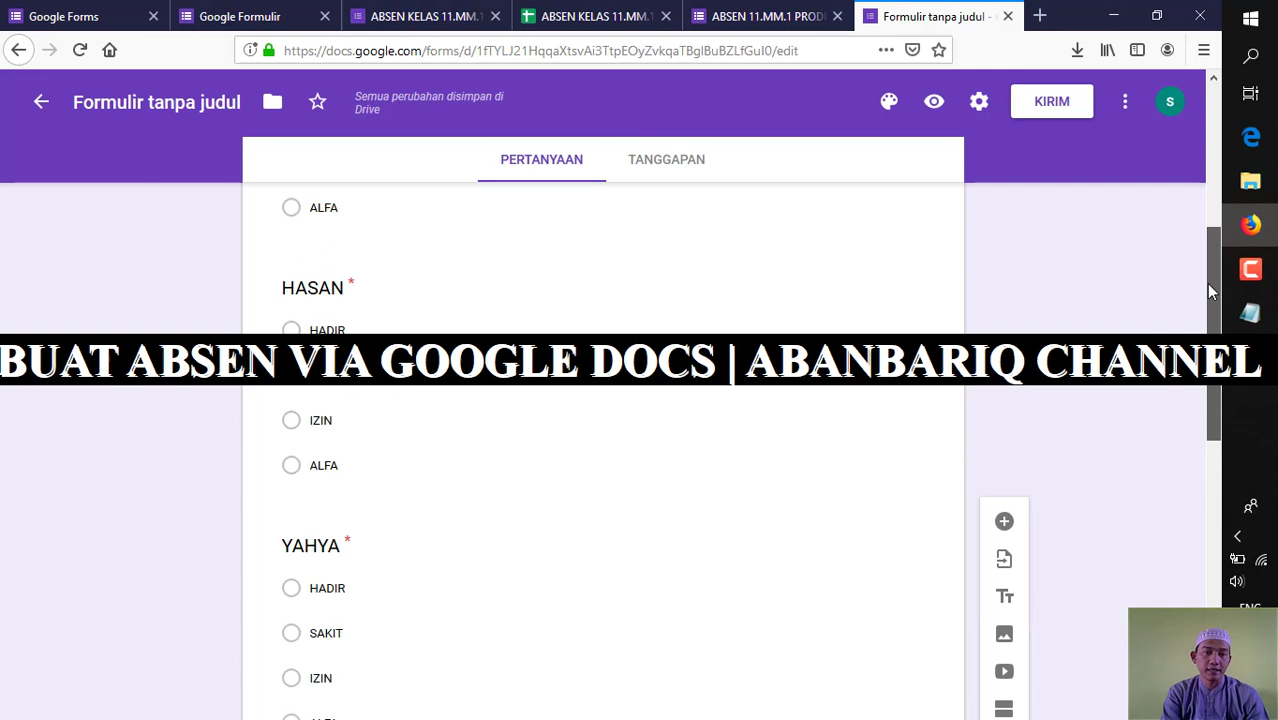 Google Forms
Google Formulir
ABSEN KELAS 11.MM.1
ABSEN KELAS 11.MM.1
ABSEN 11.MM.1 PROD
Formulir tanpa judul -
https://docs.google.com/forms/d/1fTYLJ21HqqaXtsvAi3TtpEOyZvkqaTBglBuBZLfGuI0/edit
Formulir tanpa judul
Semua perubahan disimpan di
Drive
KIRIM
S
PERTANYAAN
TANGGAPAN
ALFA
HASAN *
HADIR
BUAT ABSEN VIA GOOGLE DOCS | ABANBARIQ CHANNEL
IZIN
ALFA
YAHYA *
HADIR
SAKIT
IZIN
ALFA
ENG